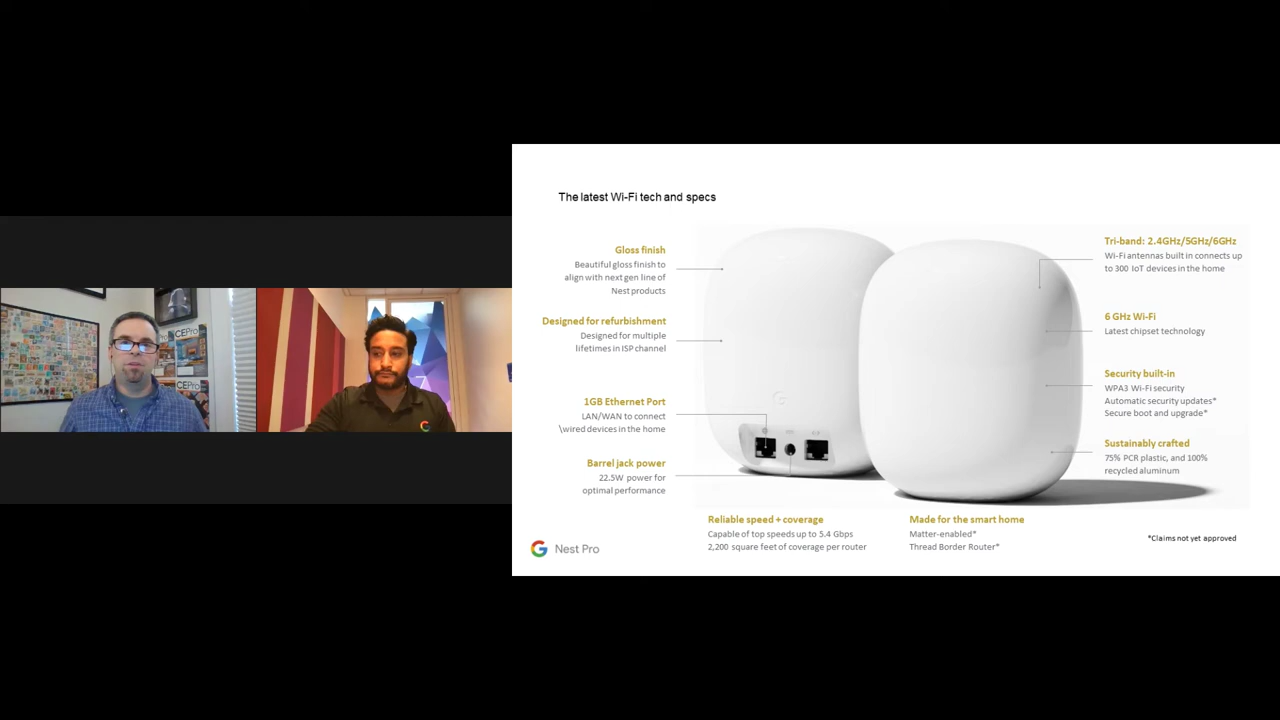 The latest Wi-Fi tech and specs
Gloss finish
Beautiful gloss finish to
align with next gen line of
Nest products
Designed for refurbishment
Designed for multiple
lifetimes in ISP channel
1GB Ethernet Port
LAN/WAN to connect
\wired devices in the home
Barrel jack power
22.5W power for
optimal performance
Tri-band: 2.4GHz/5GHz/6GHz
Wi-Fi antennas built in connects up
to 300 IoT devices in the home
6 GHz Wi-Fi
Latest chipset technology
Security built-in
WPA3 Wi-Fi security
Automatic security updates*
Secure boot and upgrade*
Sustainably crafted
75% PCR plastic, and 100%
recycled aluminum
Reliable speed + coverage
Capable of top speeds up to 5.4 Gbps
2,200 square feet of coverage per router
Made for the smart home
Matter-enabled*
Thread Border Router*
*Claims not yet approved
G Nest Pro
CEPro
CEPro